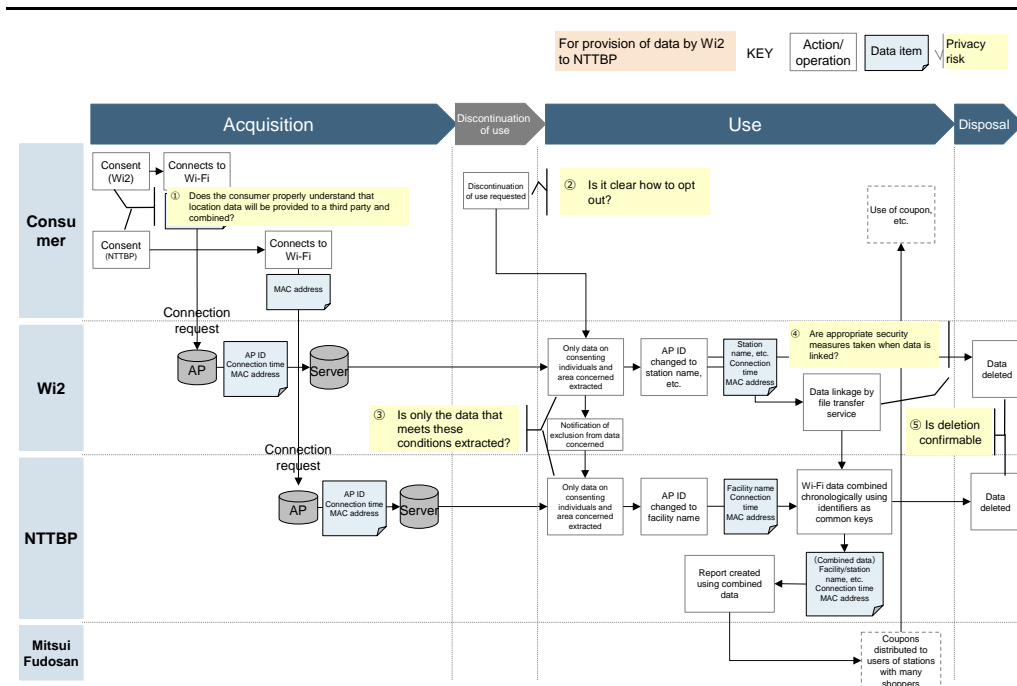 For provision of data by Wi2
to NTTBP
KEY
Action/
operation
Data item
Privacy
risk
Acquisition
Discontinuation
of use
Use
Disposal
Consu
mer
Consent
(Wi2)
Connects to
Wi-Fi
① Does the consumer properly understand that
location data will be provided to a third party and
combined?
Consent
(NTTBP)
Connects to
Wi-Fi
MAC address
Discontinuation
of use requested
② Is it clear how to opt
out?
Use of coupon,
etc.
Connection
request
Wi2
AP
AP ID
Connection time
MAC address
Server
Only data on
consenting
individuals and
area concerned
extracted
AP ID
changed to
station name,
etc.
Station
name, etc.
Connection
time
MAC address
④ Are appropriate security
measures taken when data is
linked?
Data linkage by
file transfer
service
Data
deleted
③ Is only the data that
meets these
conditions extracted?
Notification of
exclusion from data
concerned
⑤ Is deletion
confirmable
Connection
request
NTTBP
AP
AP ID
Connection time
MAC address
Server
Only data on
consenting
individuals and
area concerned
extracted
AP ID
changed to
facility name
Facility name
Connection
time
MAC address
Wi-Fi data combined
chronologically using
identifiers as
common keys
Data
deleted
Report created
using combined
data
(Combined data)
Facility/station
name, etc.
Connection time
MAC address
Mitsui
Fudosan
Coupons
distributed to
users of stations
with many
shoppers